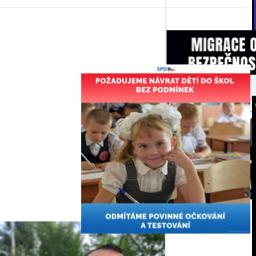 MIGRACE
BEZPEČNOS
SPD
POŽADUJEME NÁVRAT DĚTÍ DO ŠKOL
BEZ PODMÍNEK
ODMÍTÁME POVINNÉ OČKOVÁNÍ
A TESTOVÁNÍ